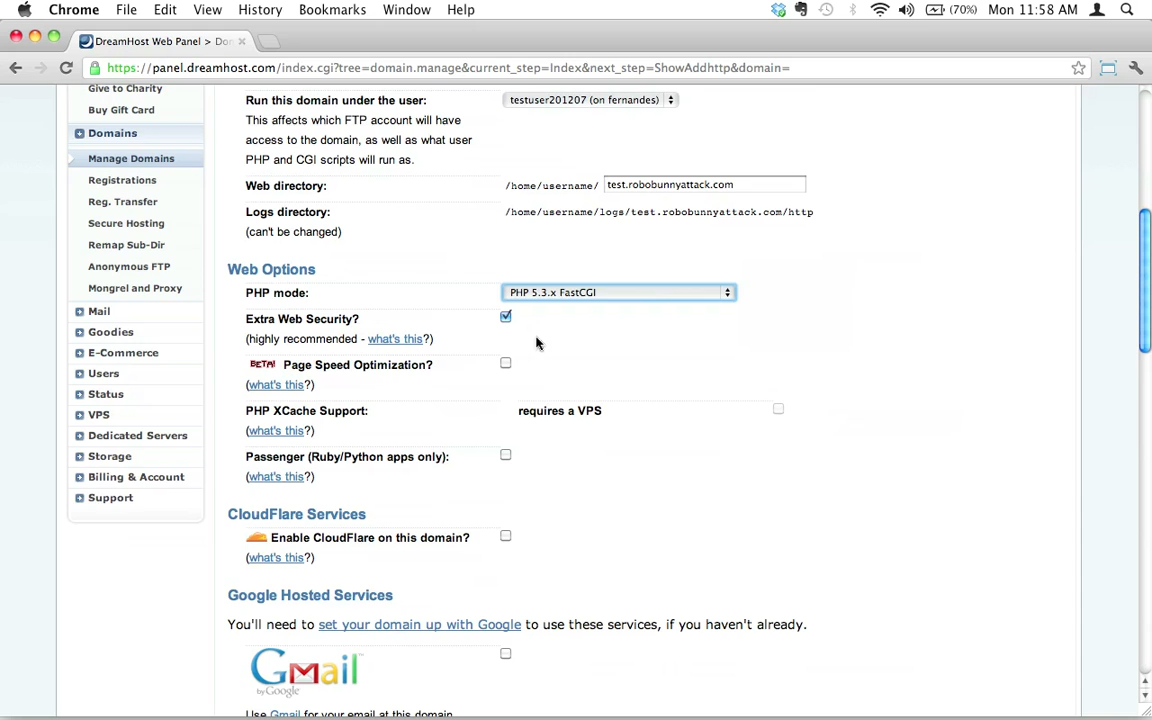 Chrome File Edit View History Bookmarks Window Help (70%) Mon 11:58 AM
DreamHost Web Panel > Don
https://panel.dreamhost.com/index.cgi?tree=domain.manage&current_step=Index&next_step=ShowAddhttp&domain=
Give to Charity
Buy Gift Card
Domains
Manage Domains
Registrations
Reg. Transfer
Secure Hosting
Remap Sub-Dir
Anonymous FTP
Mongrel and Proxy
Mail
Goodies
E-Commerce
Users
Status
VPS
Dedicated Servers
Storage
Billing & Account
Support
Run this domain under the user: testuser201207 (on fernandes)
This affects which FTP account will have
access to the domain, as well as what user
PHP and CGI scripts will run as.
Web directory: /home/username/ test.robobunnyattack.com
Logs directory: /home/username/logs/test.robobunnyattack.com/http
(can't be changed)
Web Options
PHP mode: PHP 5.3.x FastCGI
Extra Web Security?
(highly recommended - what's this?)
BETA! Page Speed Optimization?
(what's this?)
PHP XCache Support: requires a VPS
(what's this?)
Passenger (Ruby/Python apps only):
(what's this?)
CloudFlare Services
Enable CloudFlare on this domain?
(what's this?)
Google Hosted Services
You'll need to set your domain up with Google to use these services, if you haven't already.
Gmail
by Google
Use Gmail for your email at this domain